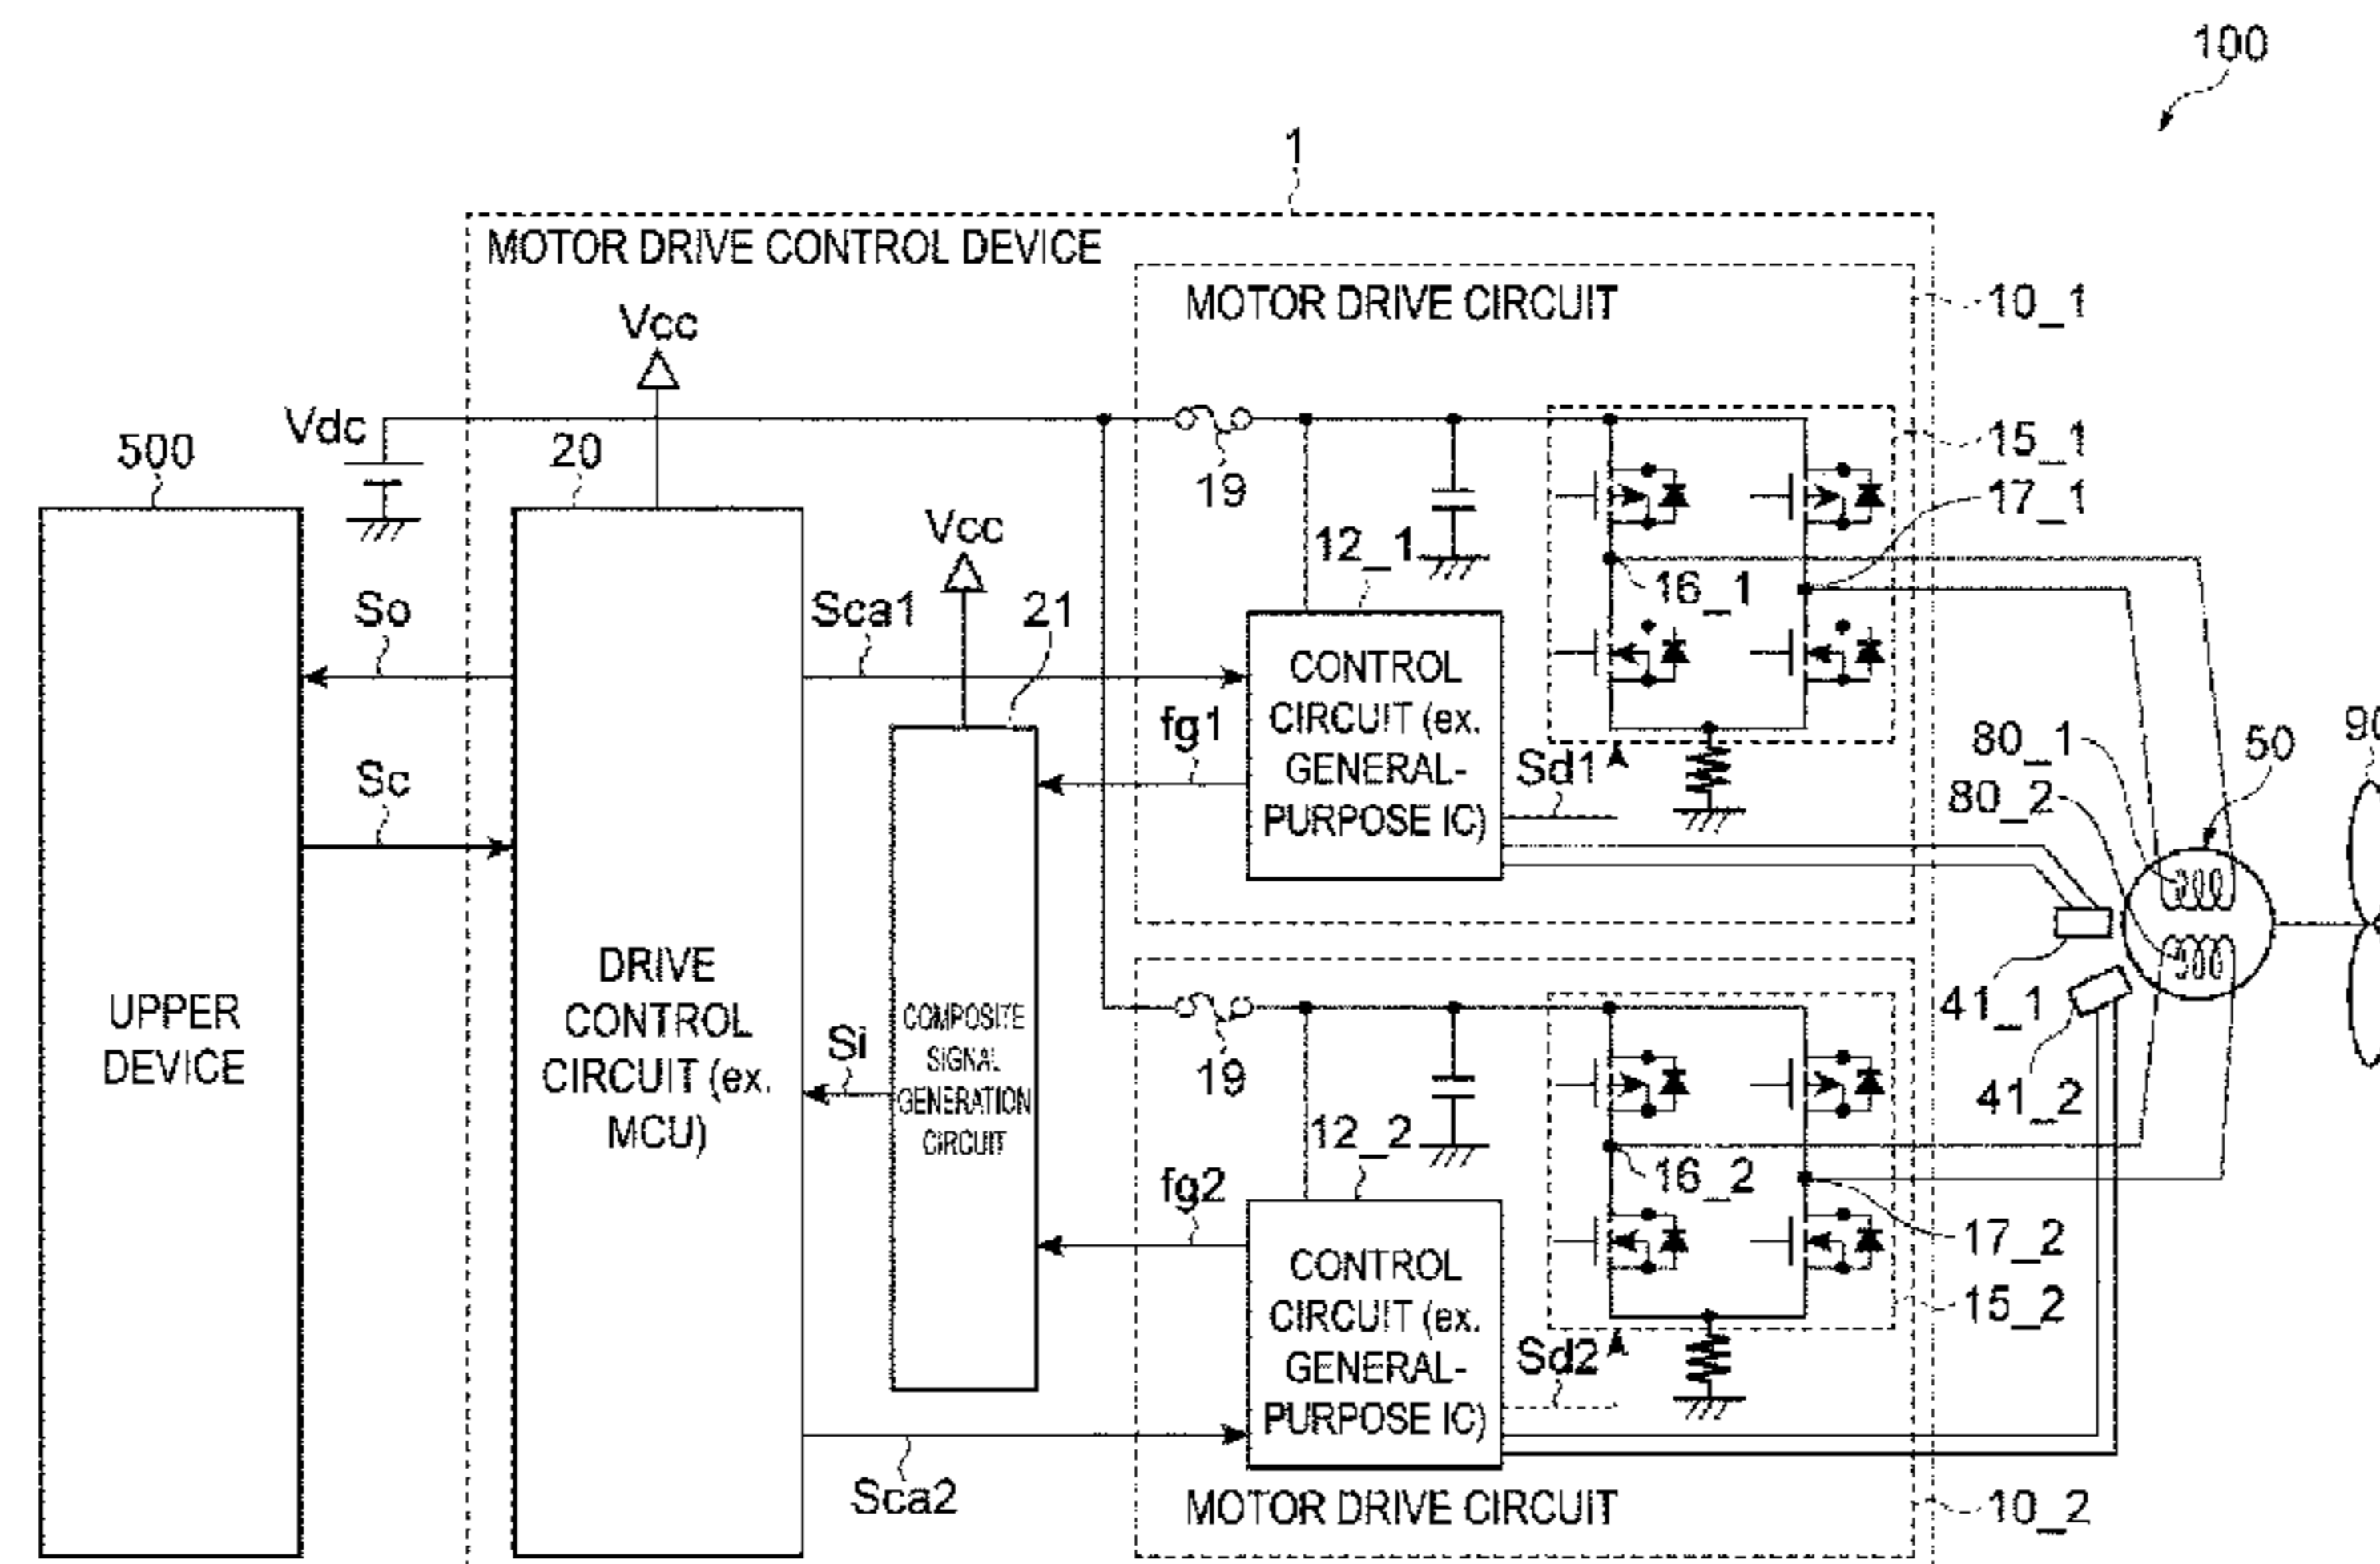 100
1
MOTOR DRIVE CONTROL DEVICE
MOTOR DRIVE CIRCUIT
10_1
Vcc
Vdc
500
20
19
15_1
17_1
Vcc
12_1
16_1
So
Sca1
21
CONTROL
CIRCUIT (ex.
GENERAL-
PURPOSE IC)
fg1
Sd1
Sc
80_1
80_2
50
UPPER
DEVICE
DRIVE
CONTROL
CIRCUIT (ex.
MCU)
Si
COMPOSITE
SIGNAL
GENERATION
CIRCUIT
41_1
41_2
19
12_2
16_2
fg2
17_2
15_2
CONTROL
CIRCUIT (ex.
GENERAL-
PURPOSE IC)
Sd2
Sca2
MOTOR DRIVE CIRCUIT
10_2